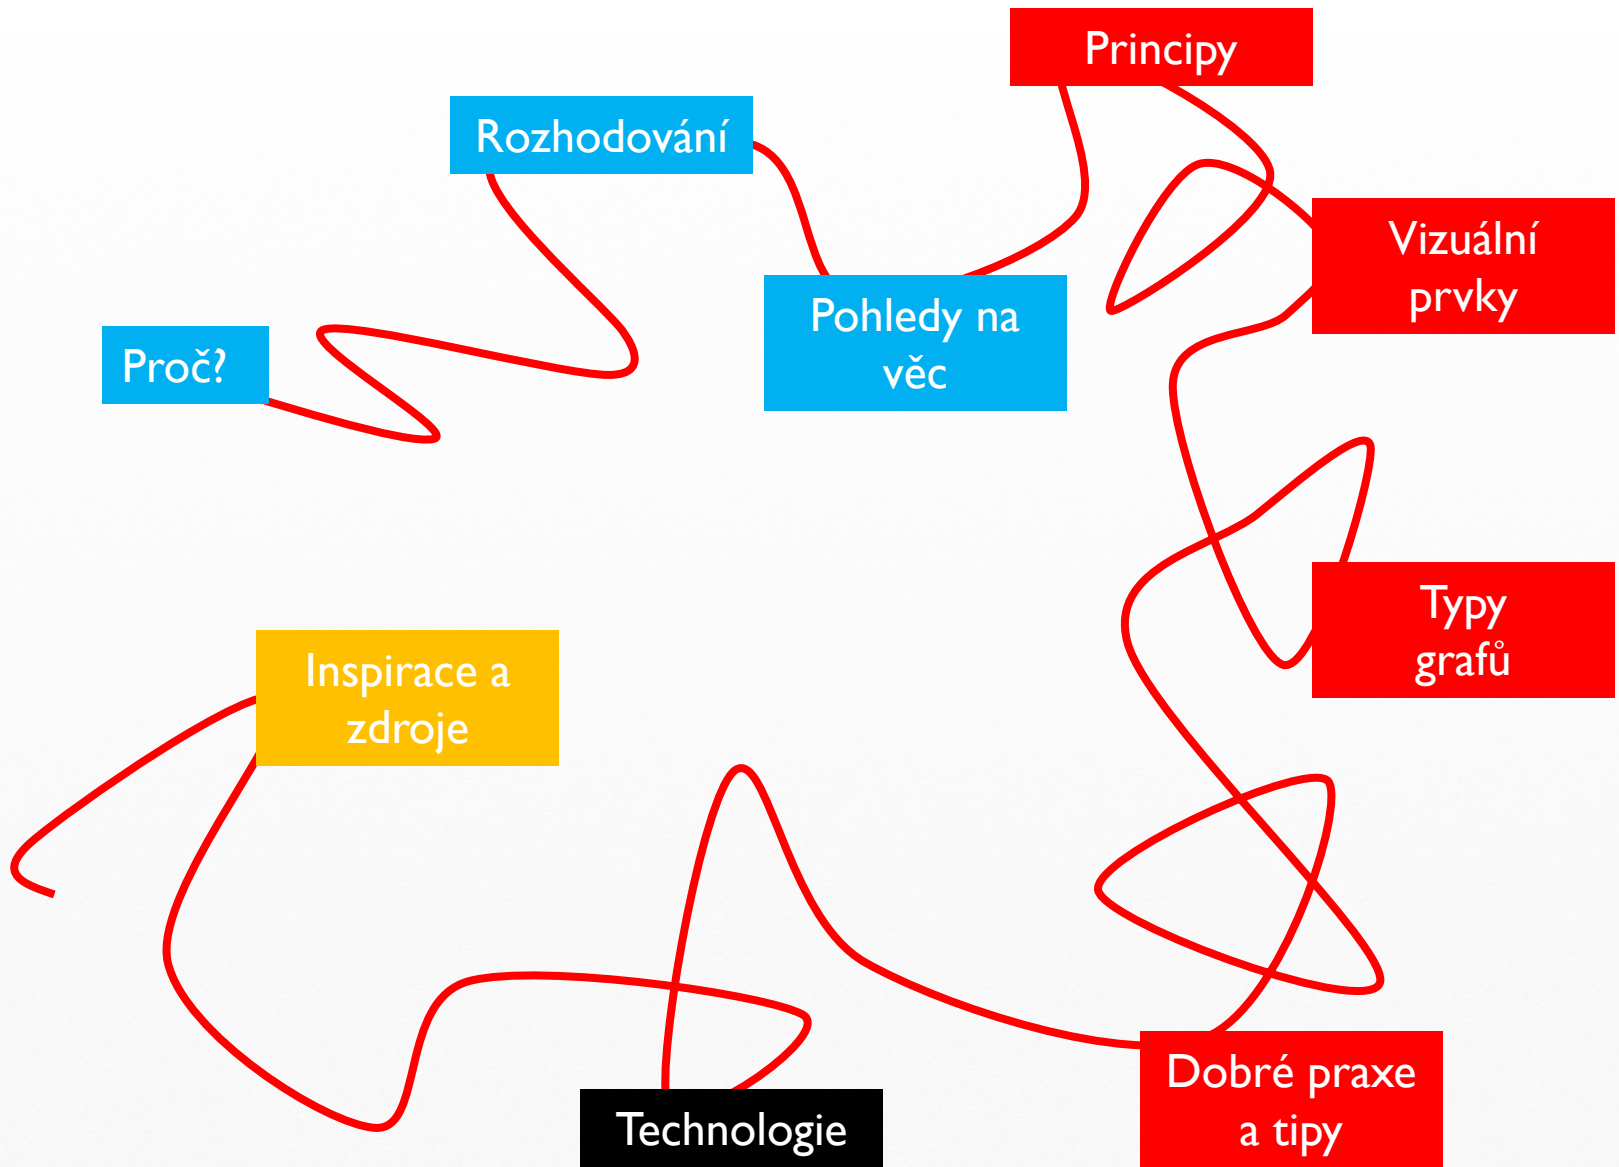 Proč?
Rozhodování
Pohledy na
věc
Principy
Vizuální
prvky
Typy
grafů
Dobré praxe
a tipy
Technologie
Inspirace a
zdroje